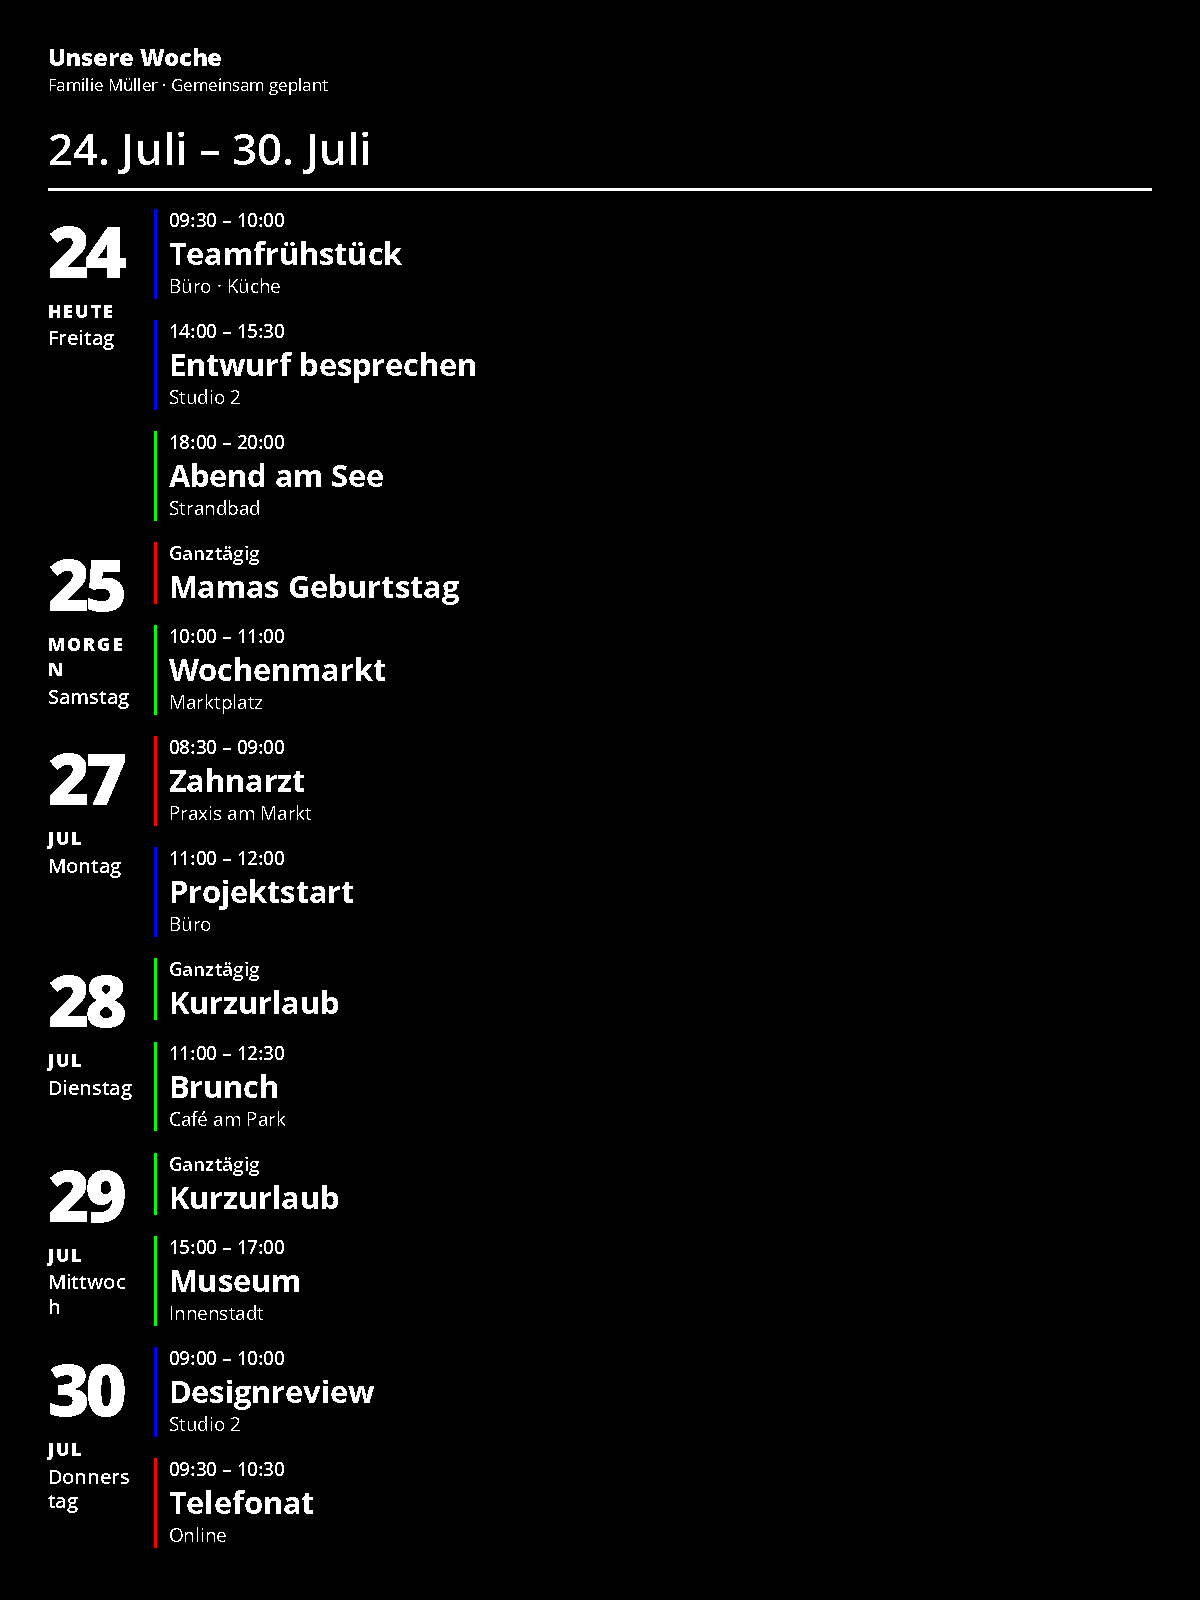 Unsere Woche
Familie Müller · Gemeinsam geplant
24. Juli – 30. Juli
24
HEUTE
Freitag
09:30 – 10:00
Teamfrühstück
Büro · Küche
14:00 – 15:30
Entwurf besprechen
Studio 2
18:00 – 20:00
Abend am See
Strandbad
25
MORGE
N
Samstag
Ganztägig
Mamas Geburtstag
10:00 – 11:00
Wochenmarkt
Marktplatz
27
JUL
Montag
08:30 – 09:00
Zahnarzt
Praxis am Markt
11:00 – 12:00
Projektstart
Büro
28
JUL
Dienstag
Ganztägig
Kurzurlaub
11:00 – 12:30
Brunch
Café am Park
29
JUL
Mittwoc
h
Ganztägig
Kurzurlaub
15:00 – 17:00
Museum
Innenstadt
30
JUL
Donners
tag
09:00 – 10:00
Designreview
Studio 2
09:30 – 10:30
Telefonat
Online